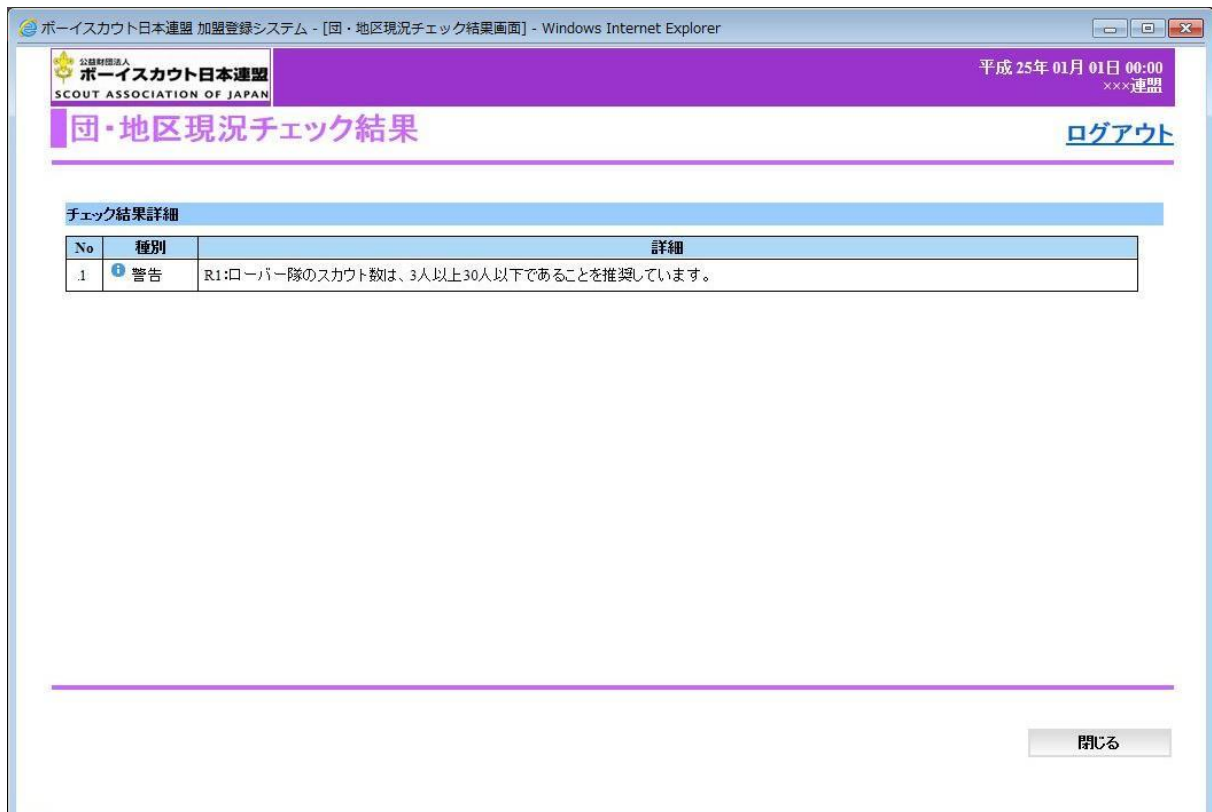 ボーイスカウト日本連盟 加盟登録システム - [団・地区現況チェック結果画面] - Windows Internet Explorer
公益財団法人
ボーイスカウト日本連盟
SCOUT ASSOCIATION OF JAPAN
平成 25年 01月 01日 00:00
×××連盟
団・地区現況チェック結果
ログアウト
チェック結果詳細
No 種別 詳細
1 警告 R1:ローバー隊のスカウト数は、3人以上30人以下であることを推奨しています。
閉じる